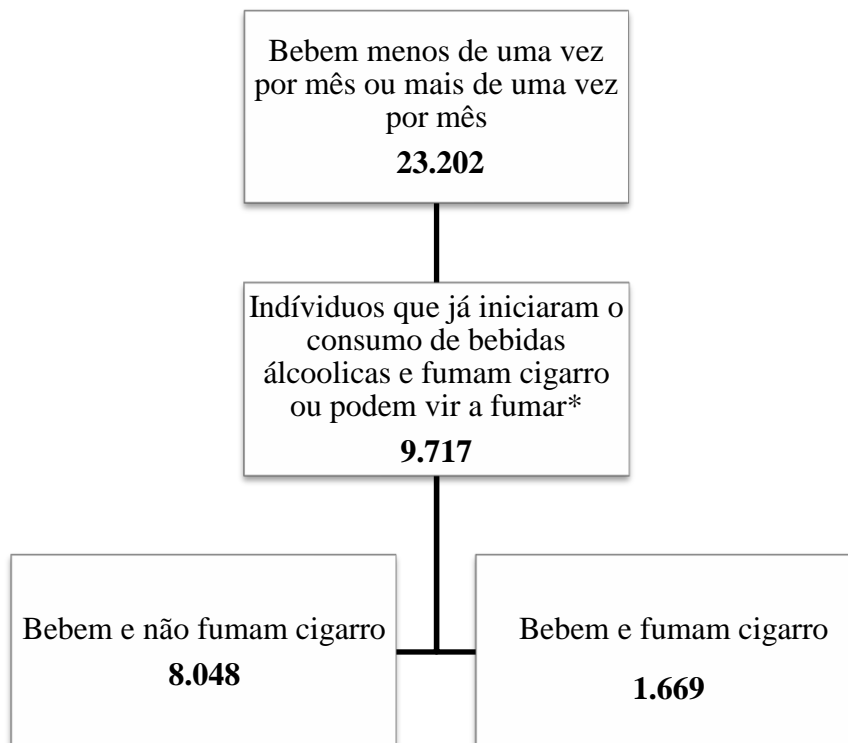 Bebem menos de uma vez
por mês ou mais de uma vez
por mês
23.202
Indíviduos que já iniciaram o
consumo de bebidas
álcoolicas e fumam cigarro
ou podem vir a fumar*
9.717
Bebem e não fumam cigarro
8.048
Bebem e fumam cigarro
1.669